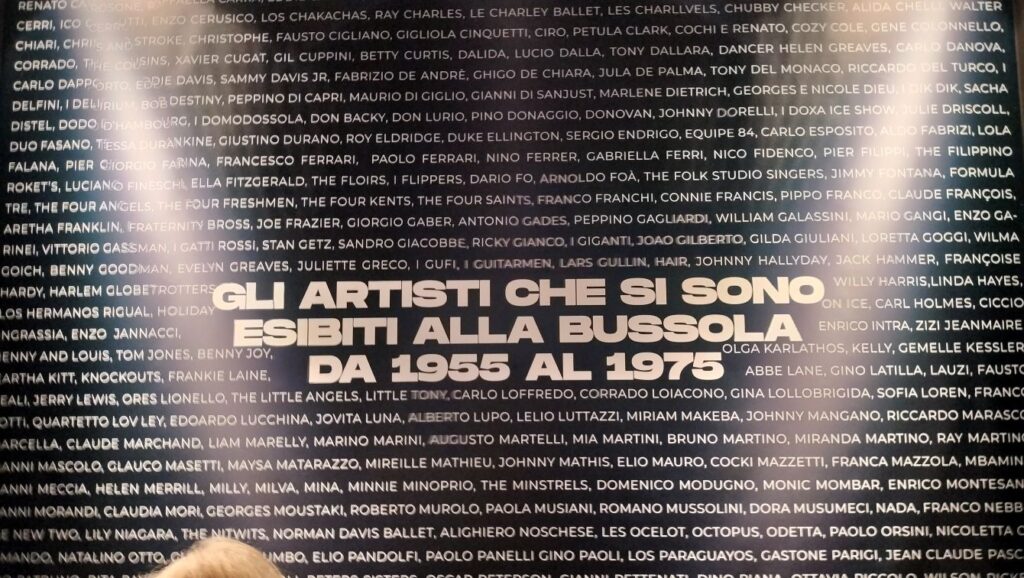 RENATO CAROSONE, RAFFAELLA CARRÀ,
CERRI, ICO CERUTTI, ENZO CERUSICO, LOS CHAKACHAS, RAY CHARLES, LE CHARLEY BALLET, LES CHARLLVELS, CHUBBY CHECKER, ALIDA CHELLI, WALTER
CHIARI, CHRIS AND STROKE, CHRISTOPHE, FAUSTO CIGLIANO, GIGLIOLA CINQUETTI, CIRO, PETULA CLARK, COCHI E RENATO, COZY COLE, GENE COLONNELLO,
CORRADO, THE COUSINS, XAVIER CUGAT, GIL CUPPINI, BETTY CURTIS, DALIDA, LUCIO DALLA, TONY DALLARA, DANCER HELEN GREAVES, CARLO DANOVA,
CARLO DAPPORTO, EDDIE DAVIS, SAMMY DAVIS JR, FABRIZIO DE ANDRÈ, GHIGO DE CHIARA, JULA DE PALMA, TONY DEL MONACO, RICCARDO DEL TURCO, I
DELFINI, I DELIRIUM, BOB DESTINY, PEPPINO DI CAPRI, MAURIO DI GIGLIO, GIANNI DI SANJUST, MARLENE DIETRICH, GEORGES E NICOLE DIEU, I DIK DIK, SACHA
DISTEL, DODO D'HAMBOURG, I DOMODOSSOLA, DON BACKY, DON LURIO, PINO DONAGGIO, DONOVAN, JOHNNY DORELLI, I DOXA ICE SHOW, JULIE DRISCOLL,
DUO FASANO, TESSA DURANKINE, GIUSTINO DURANO, ROY ELDRIDGE, DUKE ELLINGTON, SERGIO ENDRIGO, EQUIPE 84, CARLO ESPOSITO, ALDO FABRIZI, LOLA
FALANA, PIER GIORGIO FARINA, FRANCESCO FERRARI, PAOLO FERRARI, NINO FERRER, GABRIELLA FERRI, NICO FIDENCO, PIER FILIPPI, THE FILIPPINO
ROKET'S, LUCIANO FINESCHI, ELLA FITZGERALD, THE FLOIRS, I FLIPPERS, DARIO FO, ARNOLDO FOÀ, THE FOLK STUDIO SINGERS, JIMMY FONTANA, FORMULA
TRE, THE FOUR ANGELS, THE FOUR FRESHMEN, THE FOUR KENTS, THE FOUR SAINTS, FRANCO FRANCHI, CONNIE FRANCIS, PIPPO FRANCO, CLAUDE FRANÇOIS,
ARETHA FRANKLIN, FRATERNITY BROSS, JOE FRAZIER, GIORGIO GABER, ANTONIO GADES, PEPPINO GAGLIARDI, WILLIAM GALASSINI, MARIO GANGI, ENZO GA-
RINEI, VITTORIO GASSMAN, I GATTI ROSSI, STAN GETZ, SANDRO GIACOBBE, RICKY GIANCO, I GIGANTI, JOAO GILBERTO, GILDA GIULIANI, LORETTA GOGGI, WILMA
GOICH, BENNY GOODMAN, EVELYN GREAVES, JULIETTE GRECO, I GUFI, I GUITARMEN, LARS GULLIN, HAIR, JOHNNY HALLYDAY, JACK HAMMER, FRANÇOISE
HARDY, HARLEM GLOBETROTTERS WILLY HARRIS, LINDA HAYES,
LOS HERMANOS RIGUAL, HOLIDAY ON ICE, CARL HOLMES, CICCIO
INGRASSIA, ENZO JANNACCI, ENRICO INTRA, ZIZI JEANMAIRE
JENNY AND LOUIS, TOM JONES, BENNY JOY, OLGA KARLATHOS, KELLY, GEMELLE KESSLER
EARTHA KITT, KNOCKOUTS, FRANKIE LAINE, ABBE LANE, GINO LATILLA, LAUZI, FAUSTO
GLI ARTISTI CHE SI SONO
ESIBITI ALLA BUSSOLA
DA 1955 AL 1975
LEALI, JERRY LEWIS, ORES LIONELLO, THE LITTLE ANGELS, LITTLE TONY, CARLO LOFFREDO, CORRADO LOIACONO, GINA LOLLOBRIGIDA, SOFIA LOREN, FRANCO
QUARTETTO LOV LEY, EDOARDO LUCCHINA, JOVITA LUNA, ALBERTO LUPO, LELIO LUTTAZZI, MIRIAM MAKEBA, JOHNNY MANGANO, RICCARDO MARASCO
MARCELLA, CLAUDE MARCHAND, LIAM MARELLY, MARINO MARINI, AUGUSTO MARTELLI, MIA MARTINI, BRUNO MARTINO, MIRANDA MARTINO, RAY MARTINO
MASCOLO, GLAUCO MASETTI, MAYSA MATARAZZO, MIREILLE MATHIEU, JOHNNY MATHIS, ELIO MAURO, COCKI MAZZETTI, FRANCA MAZZOLA, MBAMIN
GIANNI MECCIA, HELEN MERRILL, MILLY, MILVA, MINA, MINNIE MINOPRIO, THE MINSTRELS, DOMENICO MODUGNO, MONIC MOMBAR, ENRICO MONTESAN
GIANNI MORANDI, CLAUDIA MORI, GEORGES MOUSTAKI, ROBERTO MUROLO, PAOLA MUSIANI, ROMANO MUSSOLINI, DORA MUSUMECI, NADA, FRANCO NEBB
THE NEW TWO, LILY NIAGARA, THE NITWITS, NORMAN DAVIS BALLET, ALIGHIERO NOSCHESE, LES OCELOT, OCTOPUS, ODETTA, PAOLO ORSINI, NICOLETTA
NATALINO OTTO, ELIO PANDOLFI, PAOLO PANELLI GINO PAOLI, LOS PARAGUAYOS, GASTONE PARIGI, JEAN CLAUDE PASC
PETERS SISTERS, OSCAR PETERSON, GIANNI PETTENATI, DINO PIANA, OTTAVIA PICCOLO, WILSON